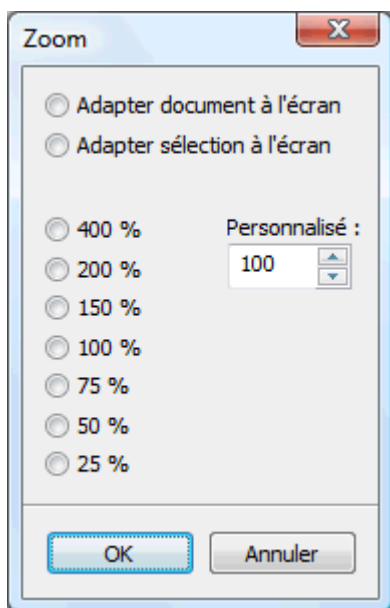 Zoom
Adapter document à l'écran
Adapter sélection à l'écran
400 %
Personnalisé :
200 %
100
150 %
100 %
75 %
50 %
25 %
OK
Annuler